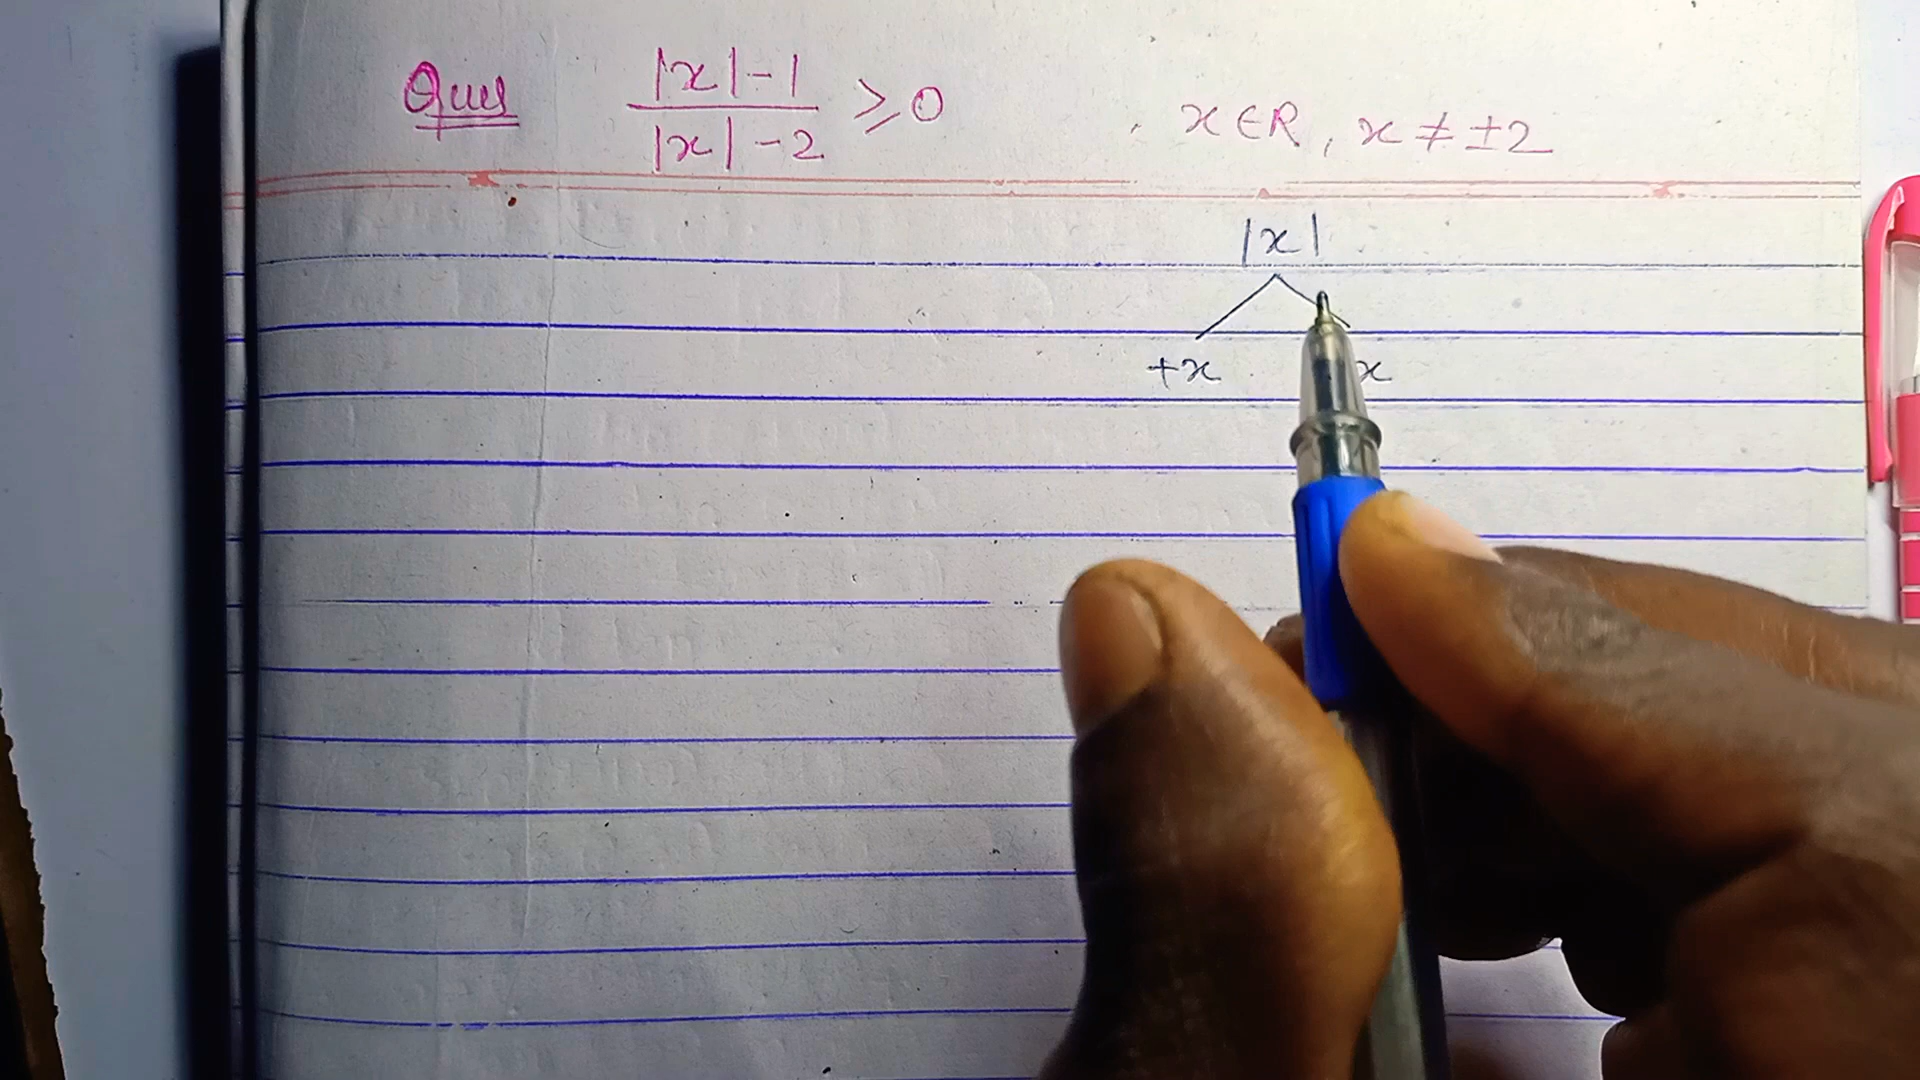 Ques |x|-1 / |x|-2 ≥ 0 , x ∈ R, x ≠ ±2
|x|
+x x